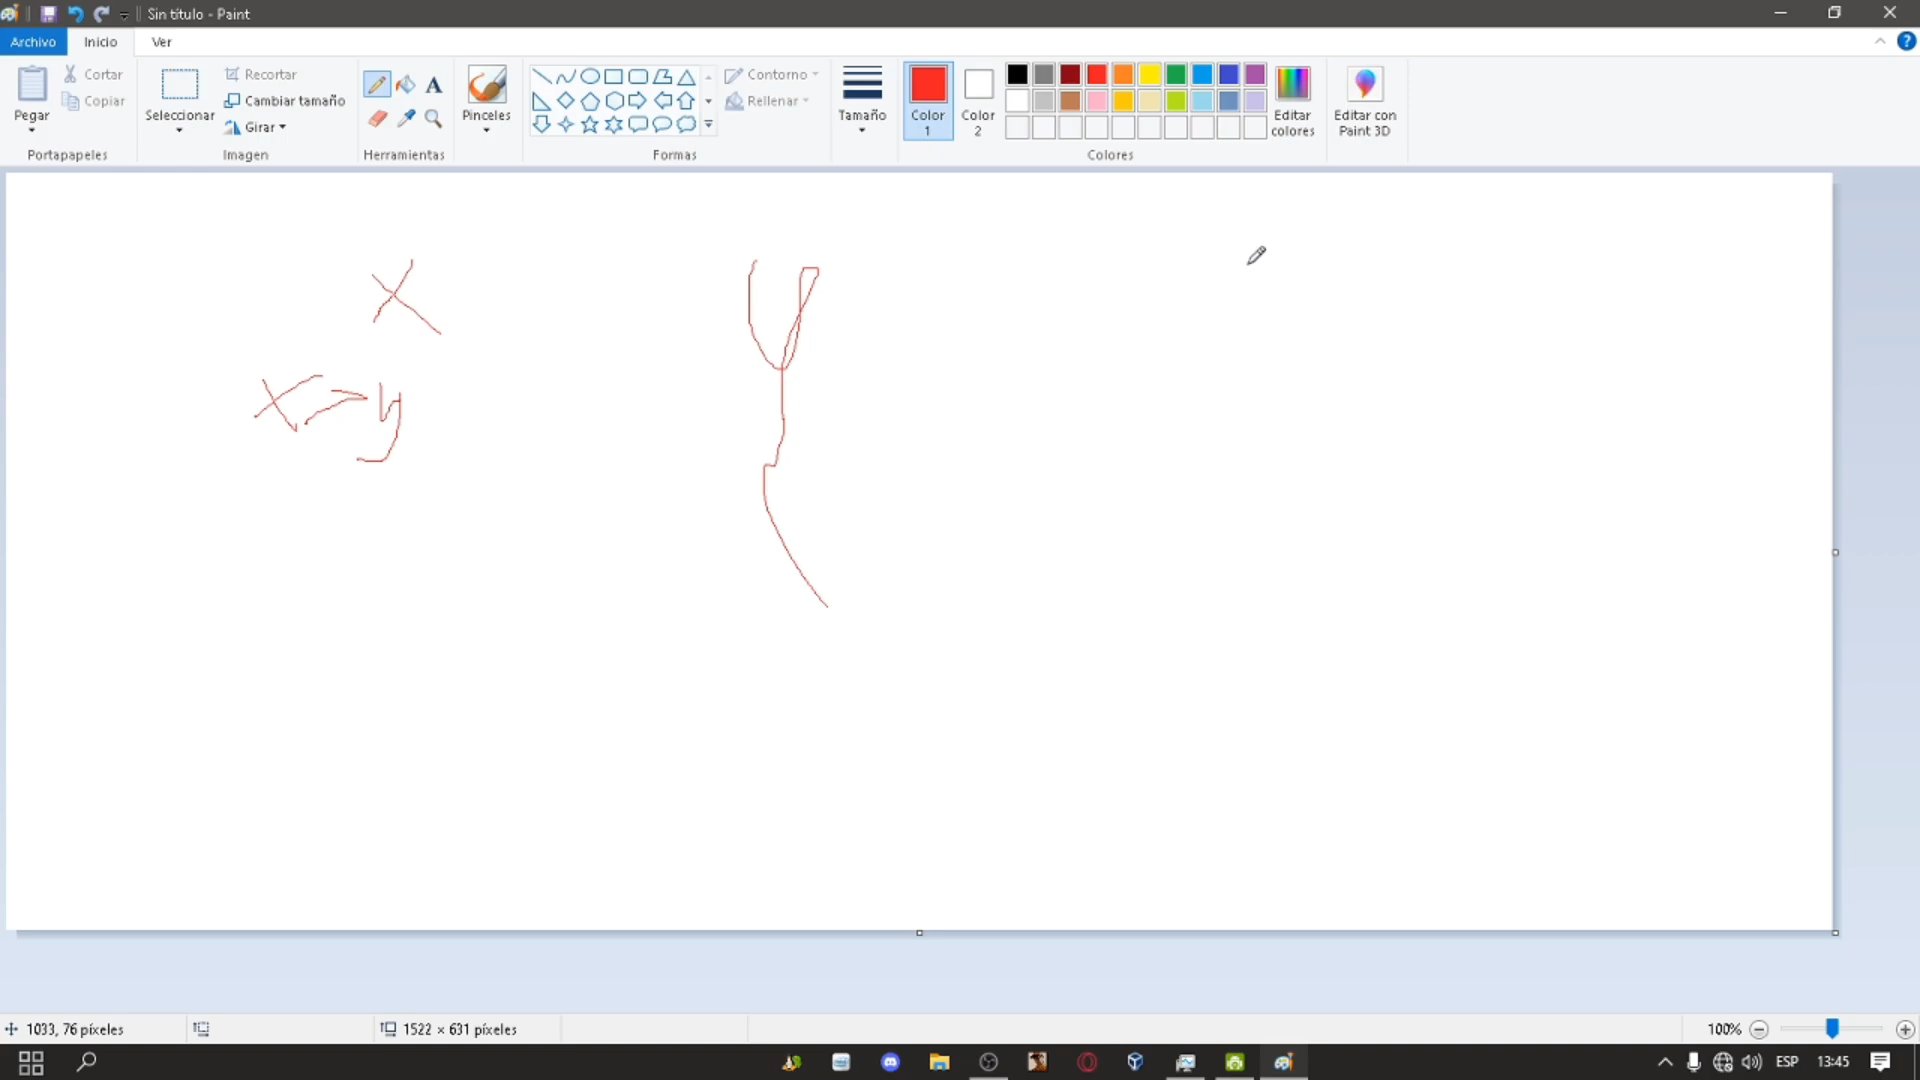 Sin título - Paint
Archivo Inicio Ver
Pegar
Cortar
Copiar
Portapapeles
Seleccionar
Recortar
Cambiar tamaño
Girar
Imagen
Herramientas
Pinceles
Contorno
Rellenar
Formas
Tamaño
Color 1
Color 2
Editar colores
Colores
Editar con Paint 3D
X
y
X > y
1033, 76 píxeles
1522 × 631 píxeles
100%
ESP 13:45